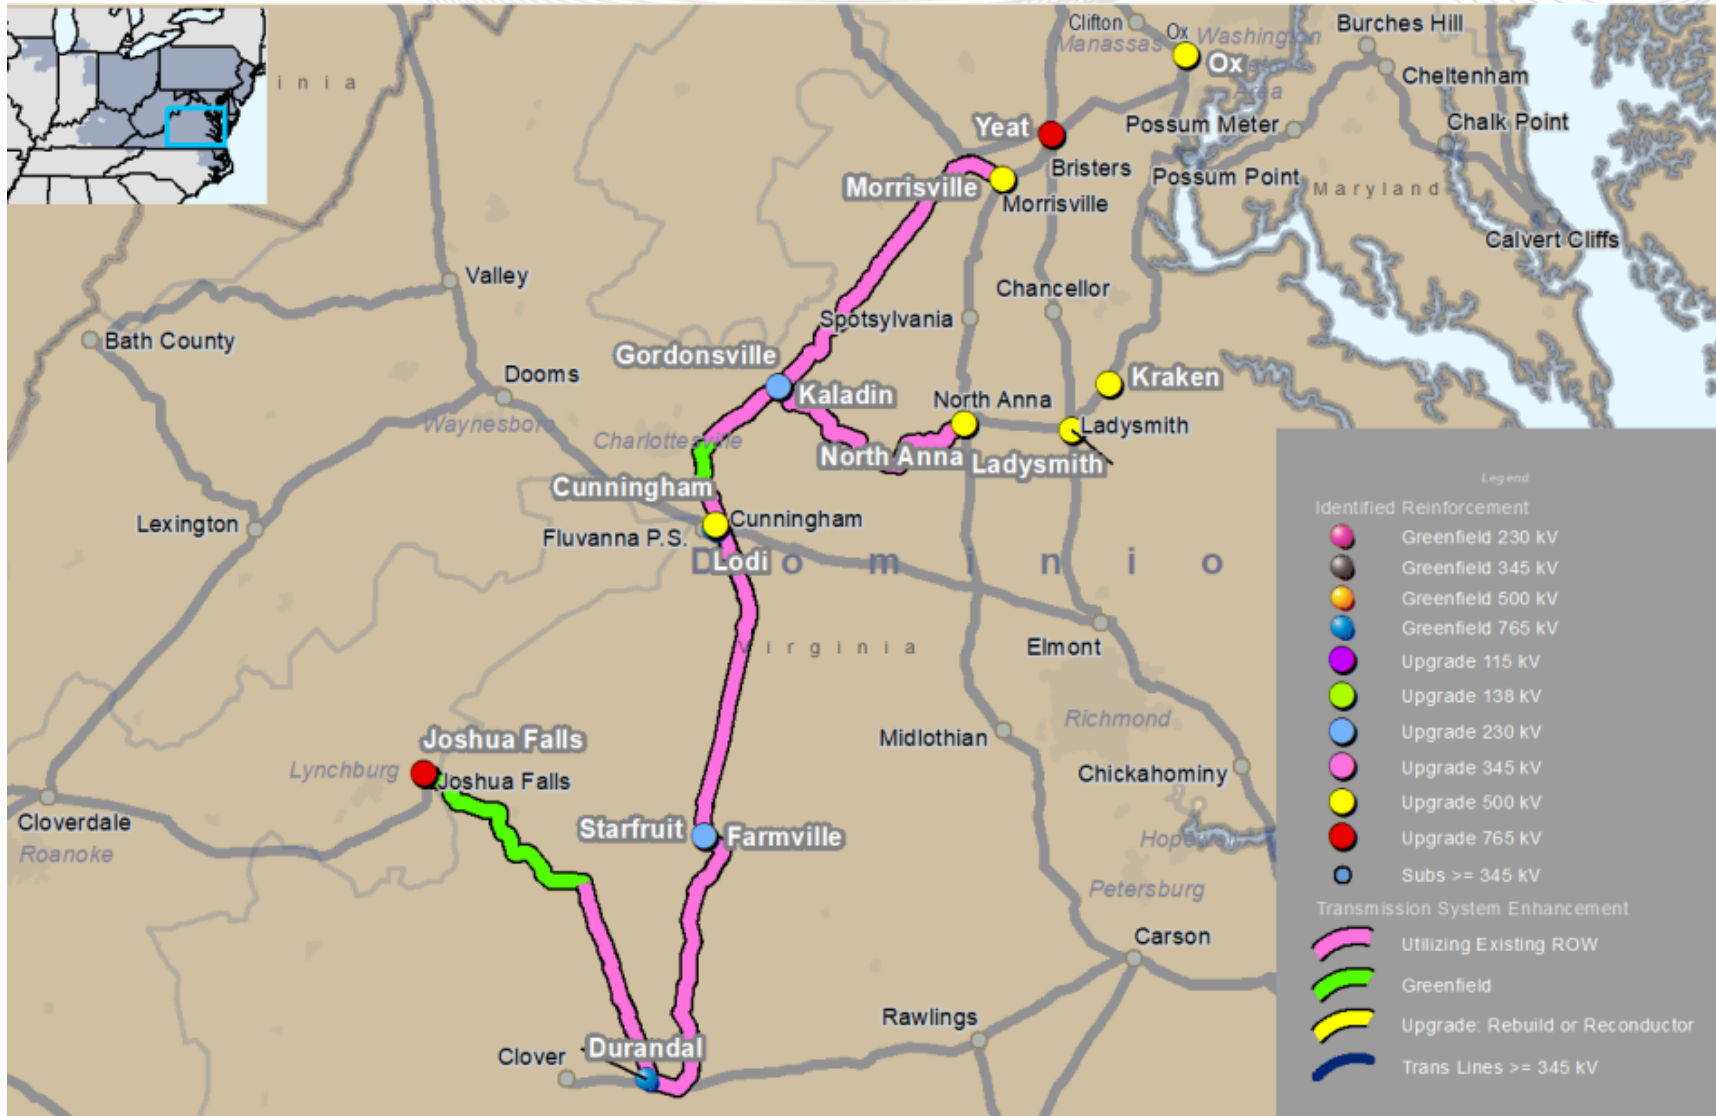 Clifton
Ox
Burches Hill
Manassas
Washington
Ox
Cheltenham
inia
Area
Yeat
Possum Meter
Chalk Point
Bristers
Possum Point
Morrisville
Maryland
Morrisville
Calvert Cliffs
Valley
Chancellor
Spotsylvania
Bath County
Gordonsville
Dooms
Kaladin
Kraken
North Anna
Waynesboro
Charlottesville
Ladysmith
North Anna
Ladysmith
Cunningham
Lexington
Cunningham
Fluvanna P.S.
Lodi
Dominio
Virginia
Elmont
Richmond
Midlothian
Joshua Falls
Lynchburg
Joshua Falls
Chickahominy
Cloverdale
Starfruit
Farmville
Hopewell
Roanoke
Petersburg
Carson
Rawlings
Durandal
Clover
Legend
Identified Reinforcement
Greenfield 230 kV
Greenfield 345 kV
Greenfield 500 kV
Greenfield 765 kV
Upgrade 115 kV
Upgrade 138 kV
Upgrade 230 kV
Upgrade 345 kV
Upgrade 500 kV
Upgrade 765 kV
Subs >= 345 kV
Transmission System Enhancement
Utilizing Existing ROW
Greenfield
Upgrade: Rebuild or Reconductor
Trans Lines >= 345 kV